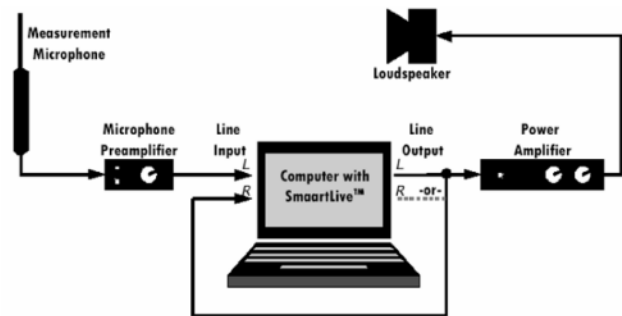 Measurement
Microphone
Microphone
Preamplifier
Line
Input
L
R
Computer with
SmaartLive™
Line
Output
L
R -or-
Loudspeaker
Power
Amplifier